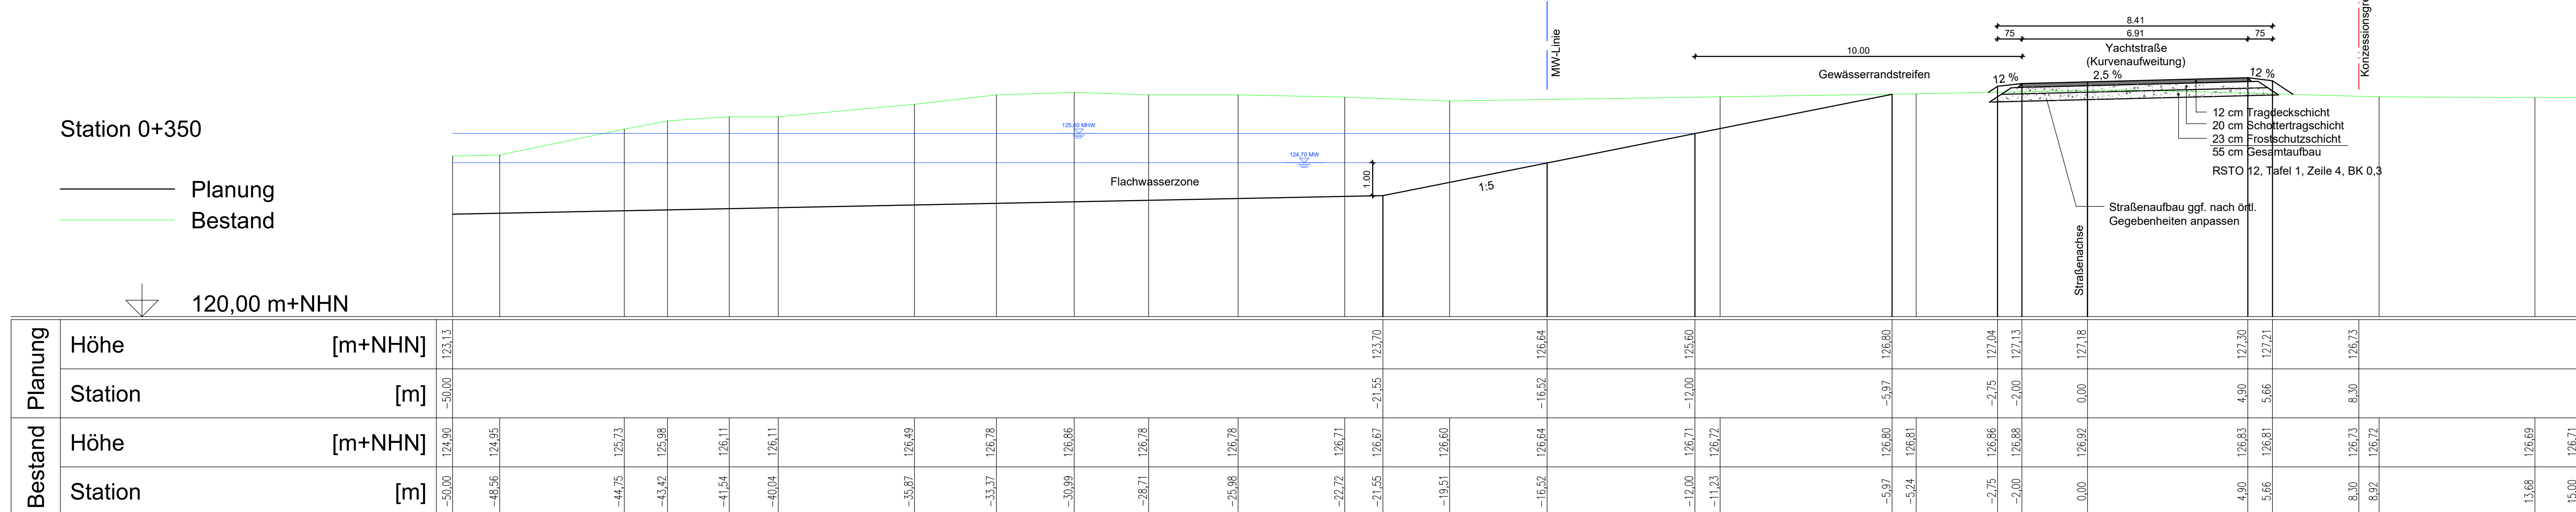 Station 0+350
Planung
Bestand
120,00 m+NHN
MW-Linie
8.41
75 6.91 75
10.00
Yachtstraße
(Kurvenaufweitung)
Gewässerrandstreifen
12 % 2,5 % 12 %
125,60 MHW
124,70 MW
Flachwasserzone
1.00
1:5
12 cm Tragdeckschicht
20 cm Schottertragschicht
23 cm Frostschutzschicht
55 cm Gesamtaufbau
RSTO 12, Tafel 1, Zeile 4, BK 0,3
Straßenaufbau ggf. nach örtl.
Gegebenheiten anpassen
Straßenachse
Konzessionsgre
Planung
Höhe [m+NHN] 123,13 123,70 126,64 125,60 126,80 127,04 127,13 127,18 127,30 127,21 126,73
Station [m] -50,00 -21,55 -16,52 -12,00 -5,97 -2,75 -2,00 0,00 4,90 5,66 8,30
Bestand
Höhe [m+NHN] 124,90 124,95 125,73 125,98 126,11 126,11 126,49 126,78 126,86 126,78 126,78 126,71 126,67 126,60 126,64 126,71 126,72 126,80 126,81 126,86 126,88 126,92 126,83 126,81 126,73 126,72 126,69 126,71
Station [m] -50,00 -48,56 -44,75 -43,42 -41,54 -40,04 -35,87 -33,37 -30,99 -28,71 -25,98 -22,72 -21,55 -19,51 -16,52 -12,00 -11,23 -5,97 -5,24 -2,75 -2,00 0,00 4,90 5,66 8,30 8,92 13,68 15,00